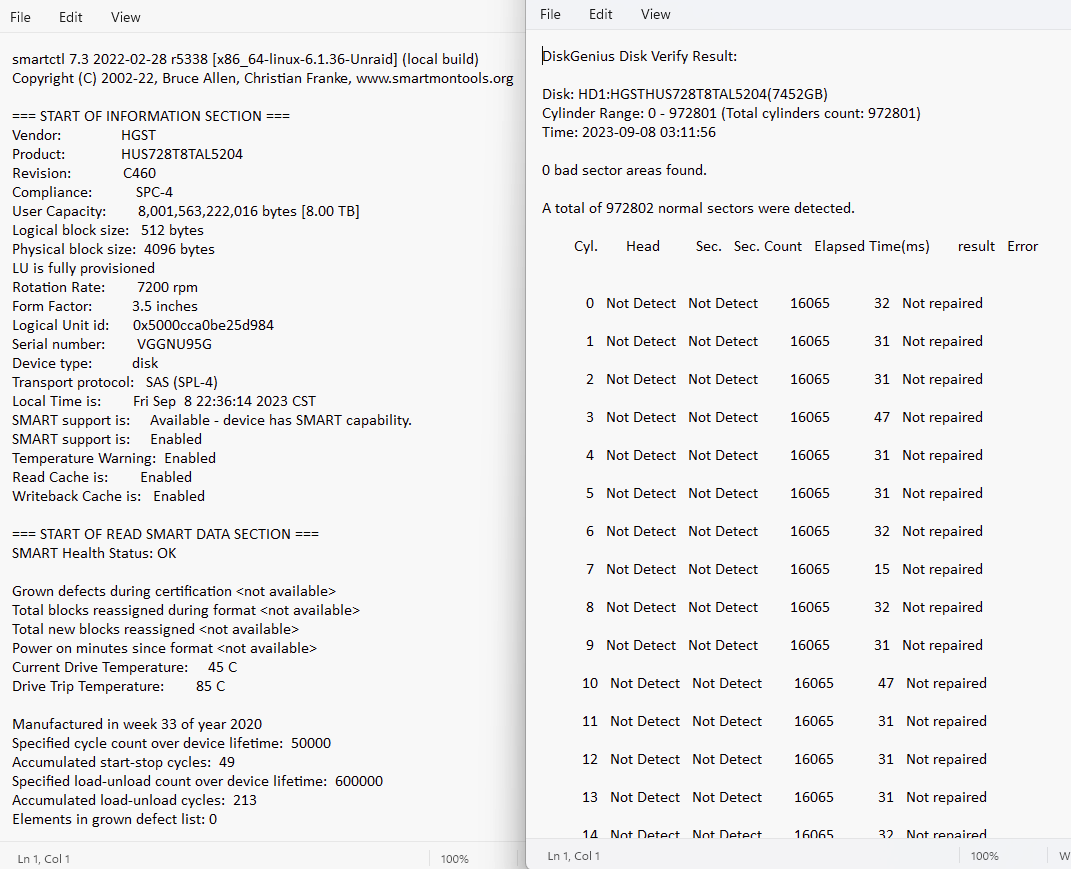 File Edit View
smartctl 7.3 2022-02-28 r5338 [x86_64-linux-6.1.36-Unraid] (local build)
Copyright (C) 2002-22, Bruce Allen, Christian Franke, www.smartmontools.org
=== START OF INFORMATION SECTION ===
Vendor: HGST
Product: HUS728T8TAL5204
Revision: C460
Compliance: SPC-4
User Capacity: 8,001,563,222,016 bytes [8.00 TB]
Logical block size: 512 bytes
Physical block size: 4096 bytes
LU is fully provisioned
Rotation Rate: 7200 rpm
Form Factor: 3.5 inches
Logical Unit id: 0x5000cca0be25d984
Serial number: VGGNU95G
Device type: disk
Transport protocol: SAS (SPL-4)
Local Time is: Fri Sep 8 22:36:14 2023 CST
SMART support is: Available - device has SMART capability.
SMART support is: Enabled
Temperature Warning: Enabled
Read Cache is: Enabled
Writeback Cache is: Enabled
=== START OF READ SMART DATA SECTION ===
SMART Health Status: OK
Grown defects during certification <not available>
Total blocks reassigned during format <not available>
Total new blocks reassigned <not available>
Power on minutes since format <not available>
Current Drive Temperature: 45 C
Drive Trip Temperature: 85 C
Manufactured in week 33 of year 2020
Specified cycle count over device lifetime: 50000
Accumulated start-stop cycles: 49
Specified load-unload count over device lifetime: 600000
Accumulated load-unload cycles: 213
Elements in grown defect list: 0
Ln 1, Col 1 100%
File Edit View
DiskGenius Disk Verify Result:
Disk: HD1:HGSTHUS728T8TAL5204(7452GB)
Cylinder Range: 0 - 972801 (Total cylinders count: 972801)
Time: 2023-09-08 03:11:56
0 bad sector areas found.
A total of 972802 normal sectors were detected.
Cyl. Head Sec. Sec. Count Elapsed Time(ms) result Error
0 Not Detect Not Detect 16065 32 Not repaired
1 Not Detect Not Detect 16065 31 Not repaired
2 Not Detect Not Detect 16065 31 Not repaired
3 Not Detect Not Detect 16065 47 Not repaired
4 Not Detect Not Detect 16065 31 Not repaired
5 Not Detect Not Detect 16065 31 Not repaired
6 Not Detect Not Detect 16065 32 Not repaired
7 Not Detect Not Detect 16065 15 Not repaired
8 Not Detect Not Detect 16065 32 Not repaired
9 Not Detect Not Detect 16065 31 Not repaired
10 Not Detect Not Detect 16065 47 Not repaired
11 Not Detect Not Detect 16065 31 Not repaired
12 Not Detect Not Detect 16065 31 Not repaired
13 Not Detect Not Detect 16065 31 Not repaired
14 Not Detect Not Detect 16065 32 Not repaired
Ln 1, Col 1 100% W